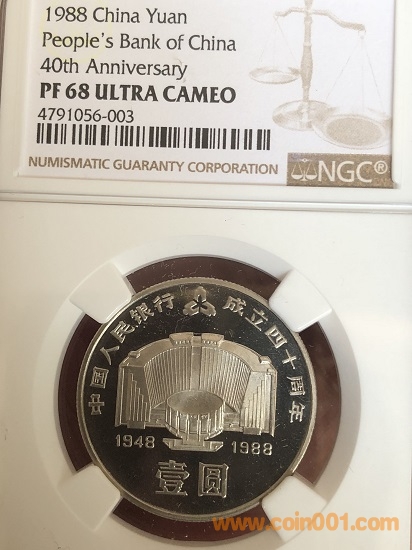 1988 China Yuan
People's Bank of China
40th Anniversary
PF 68 ULTRA CAMEO
4791056-003
NUMISMATIC GUARANTY CORPORATION
NGC®
中国人民银行 成立四十周年
1948 1988
壹圆
www.coin001.com